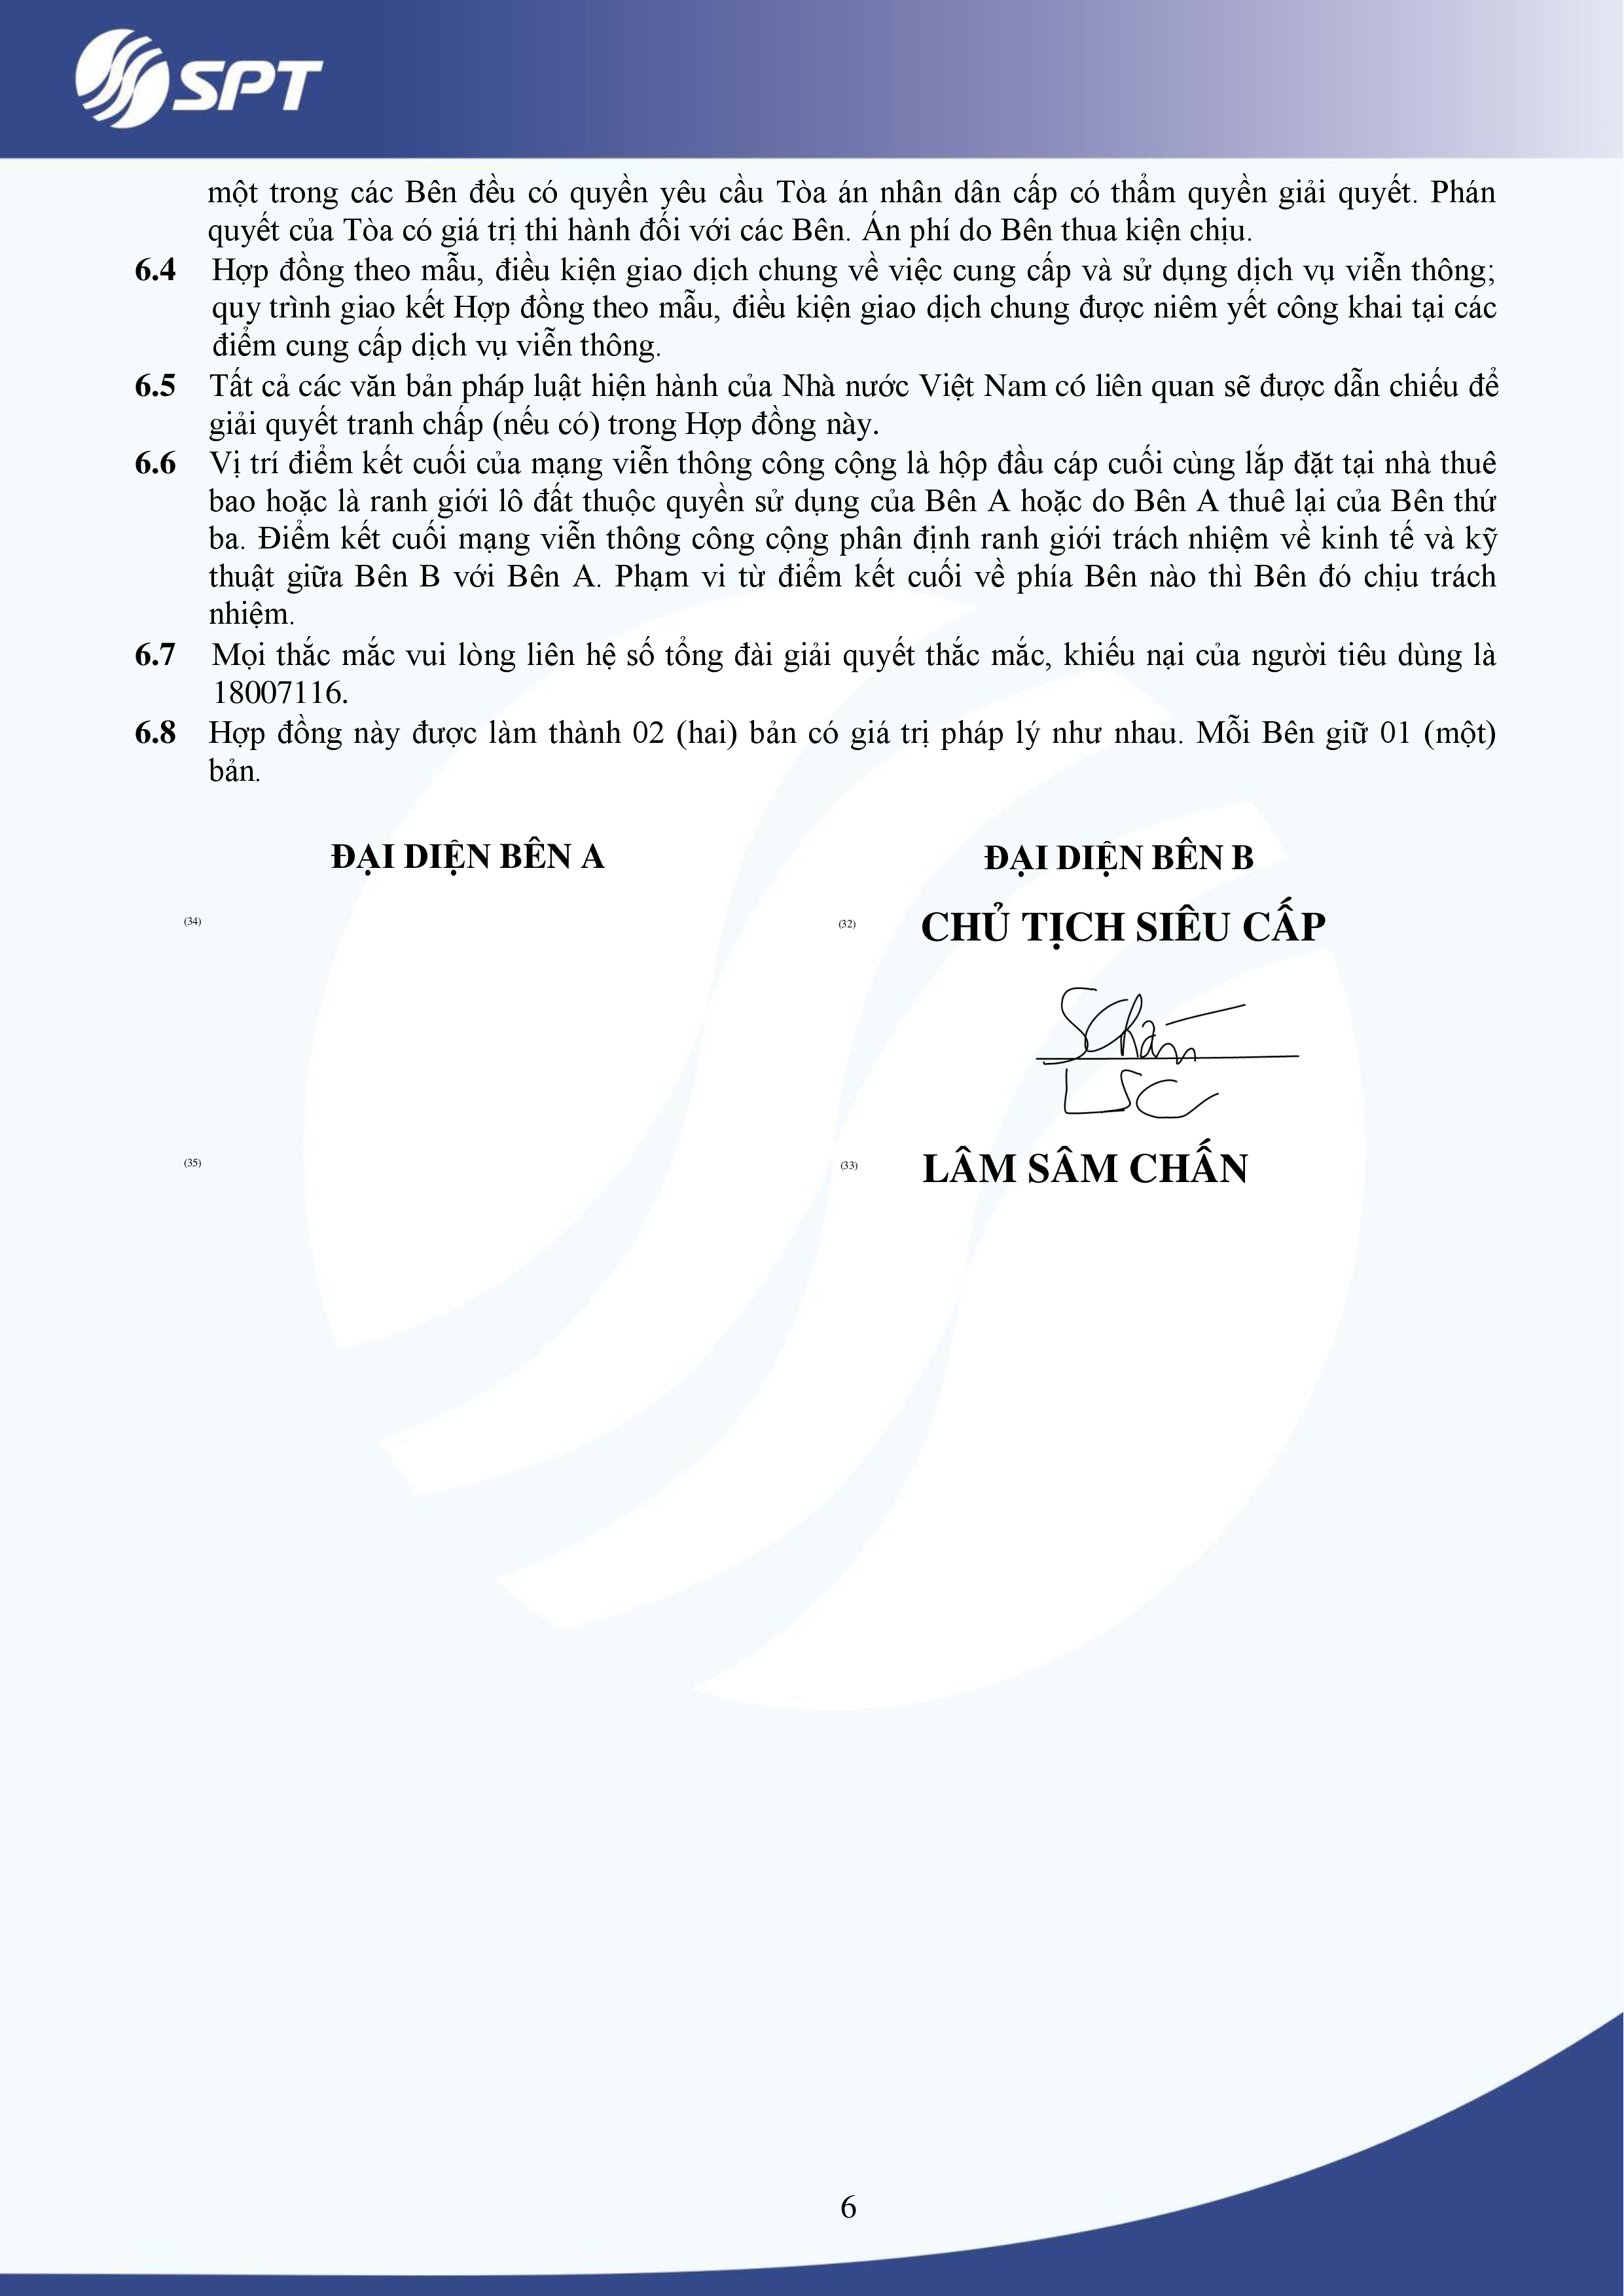 SPT
một trong các Bên đều có quyền yêu cầu Tòa án nhân dân cấp có thẩm quyền giải quyết. Phán
quyết của Tòa có giá trị thi hành đối với các Bên. Án phí do Bên thua kiện chịu.
6.4 Hợp đồng theo mẫu, điều kiện giao dịch chung về việc cung cấp và sử dụng dịch vụ viễn thông;
quy trình giao kết Hợp đồng theo mẫu, điều kiện giao dịch chung được niêm yết công khai tại các
điểm cung cấp dịch vụ viễn thông.
6.5 Tất cả các văn bản pháp luật hiện hành của Nhà nước Việt Nam có liên quan sẽ được dẫn chiếu để
giải quyết tranh chấp (nếu có) trong Hợp đồng này.
6.6 Vị trí điểm kết cuối của mạng viễn thông công cộng là hộp đầu cáp cuối cùng lắp đặt tại nhà thuê
bao hoặc là ranh giới lô đất thuộc quyền sử dụng của Bên A hoặc do Bên A thuê lại của Bên thứ
ba. Điểm kết cuối mạng viễn thông công cộng phân định ranh giới trách nhiệm về kinh tế và kỹ
thuật giữa Bên B với Bên A. Phạm vi từ điểm kết cuối về phía Bên nào thì Bên đó chịu trách
nhiệm.
6.7 Mọi thắc mắc vui lòng liên hệ số tổng đài giải quyết thắc mắc, khiếu nại của người tiêu dùng là
18007116.
6.8 Hợp đồng này được làm thành 02 (hai) bản có giá trị pháp lý như nhau. Mỗi Bên giữ 01 (một)
bản.
ĐẠI DIỆN BÊN A ĐẠI DIỆN BÊN B
(34) (32) CHỦ TỊCH SIÊU CẤP
LSC
(35) (33) LÂM SÂM CHẤN
6